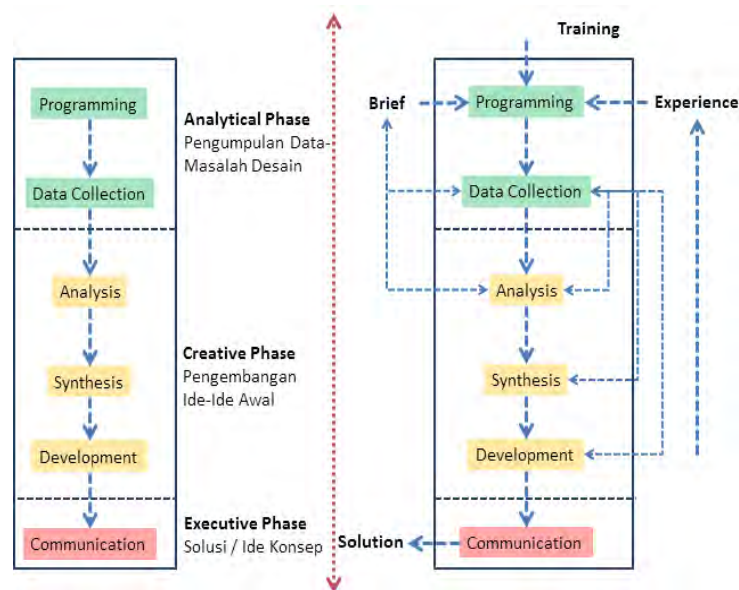 Training
Programming
Analytical Phase
Pengumpulan Data-
Masalah Desain
Brief
Programming
Experience
Data Collection
Data Collection
Analysis
Analysis
Creative Phase
Pengembangan
Ide-Ide Awal
Synthesis
Synthesis
Development
Development
Executive Phase
Solusi / Ide Konsep
Communication
Solution
Communication